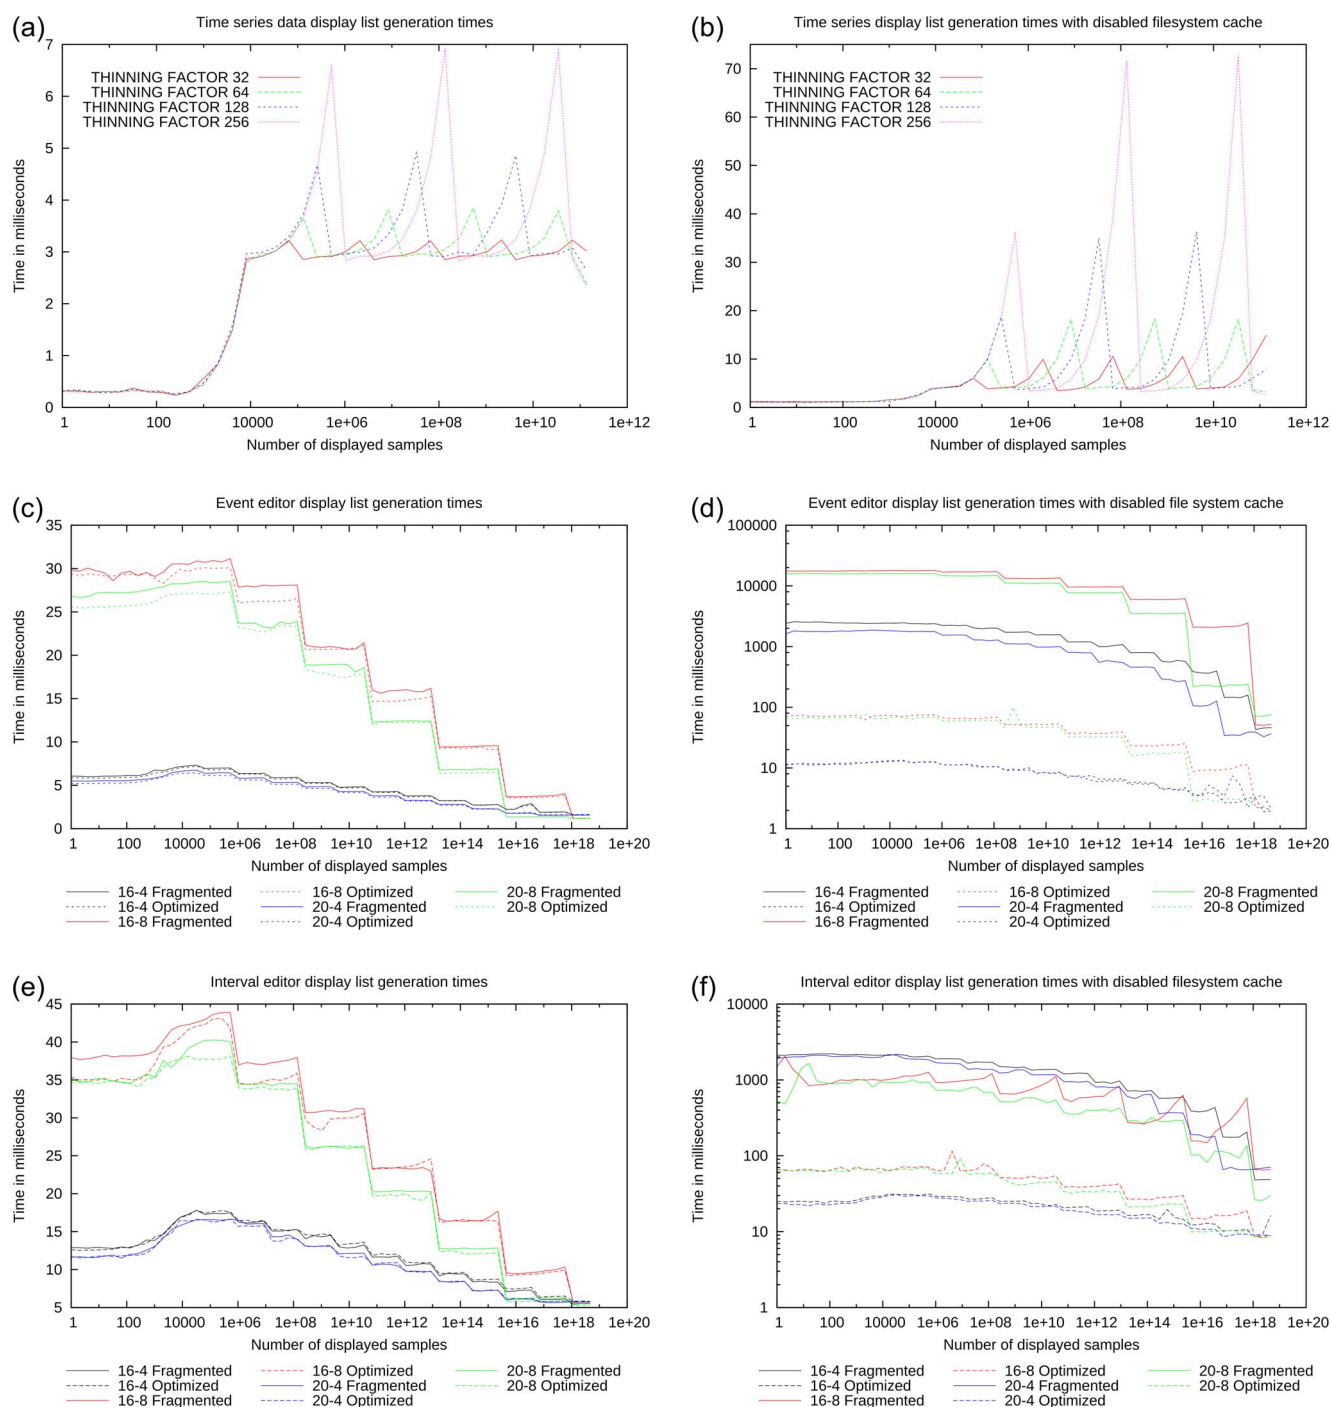 (a)
Time series data display list generation times
7
6
5
4
3
2
1
0
THINNING FACTOR 32
THINNING FACTOR 64
THINNING FACTOR 128
THINNING FACTOR 256
Time in milliseconds
1 100 10000 1e+06 1e+08 1e+10 1e+12
Number of displayed samples
(b)
Time series display list generation times with disabled filesystem cache
70
60
50
40
30
20
10
0
THINNING FACTOR 32
THINNING FACTOR 64
THINNING FACTOR 128
THINNING FACTOR 256
Time in milliseconds
1 100 10000 1e+06 1e+08 1e+10 1e+12
Number of displayed samples
(c)
Event editor display list generation times
35
30
25
20
15
10
5
0
Time in milliseconds
1 100 10000 1e+06 1e+08 1e+10 1e+12 1e+14 1e+16 1e+18 1e+20
Number of displayed samples
16-4 Fragmented 16-8 Optimized 20-8 Fragmented
16-4 Optimized 20-4 Fragmented 20-8 Optimized
16-8 Fragmented 20-4 Optimized
(d)
Event editor display list generation times with disabled file system cache
100000
10000
1000
100
10
1
Time in milliseconds
1 100 10000 1e+06 1e+08 1e+10 1e+12 1e+14 1e+16 1e+18 1e+20
Number of displayed samples
16-4 Fragmented 16-8 Optimized 20-8 Fragmented
16-4 Optimized 20-4 Fragmented 20-8 Optimized
16-8 Fragmented 20-4 Optimized
(e)
Interval editor display list generation times
45
40
35
30
25
20
15
10
5
Time in milliseconds
1 100 10000 1e+06 1e+08 1e+10 1e+12 1e+14 1e+16 1e+18 1e+20
Number of displayed samples
16-4 Fragmented 16-8 Optimized 20-8 Fragmented
16-4 Optimized 20-4 Fragmented 20-8 Optimized
16-8 Fragmented 20-4 Optimized
(f)
Interval editor display list generation times with disabled filesystem cache
10000
1000
100
10
1
Time in milliseconds
1 100 10000 1e+06 1e+08 1e+10 1e+12 1e+14 1e+16 1e+18 1e+20
Number of displayed samples
16-4 Fragmented 16-8 Optimized 20-8 Fragmented
16-4 Optimized 20-4 Fragmented 20-8 Optimized
16-8 Fragmented 20-4 Optimized